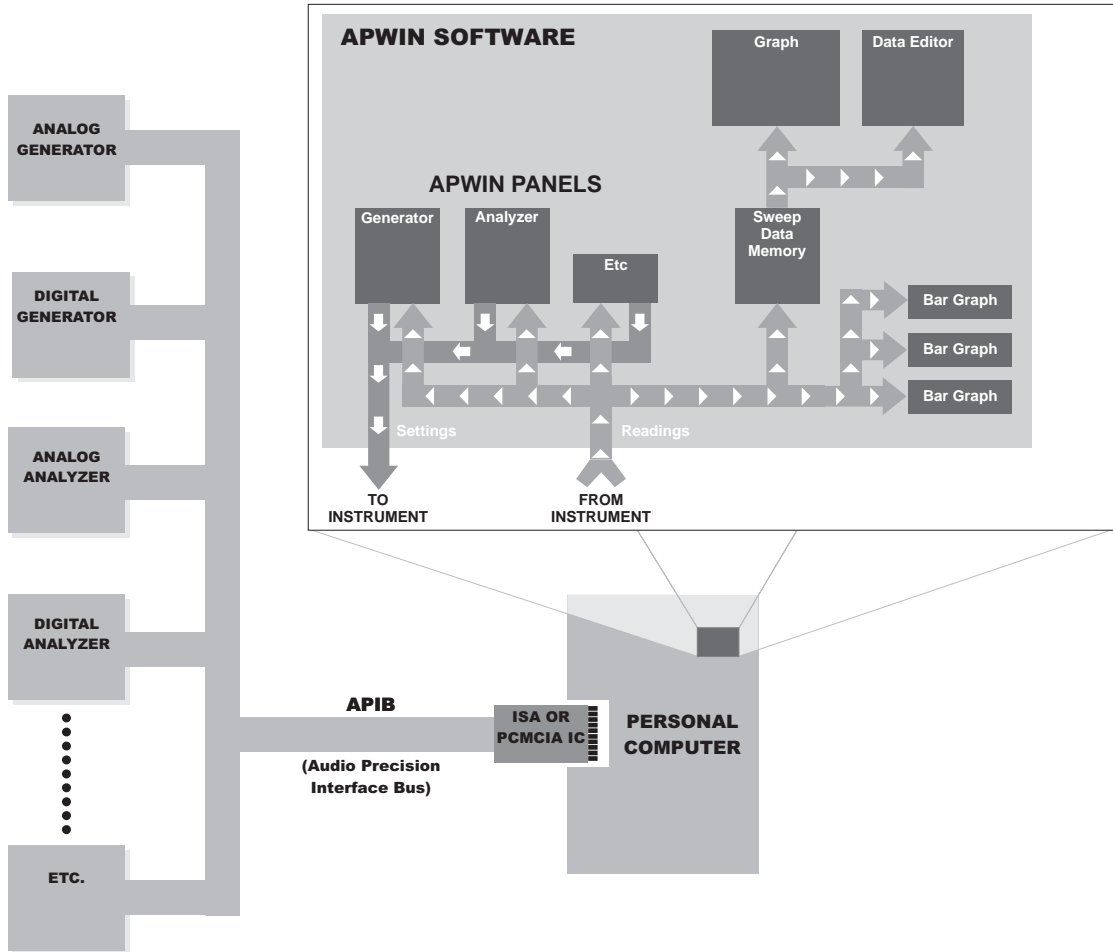 APWIN SOFTWARE
Graph
Data Editor
APWIN PANELS
Generator
Analyzer
Etc
Sweep
Data
Memory
Bar Graph
Bar Graph
Bar Graph
Settings
Readings
TO
INSTRUMENT
FROM
INSTRUMENT
ANALOG
GENERATOR
DIGITAL
GENERATOR
ANALOG
ANALYZER
DIGITAL
ANALYZER
ETC.
APIB
(Audio Precision
Interface Bus)
ISA OR
PCMCIA IC
PERSONAL
COMPUTER